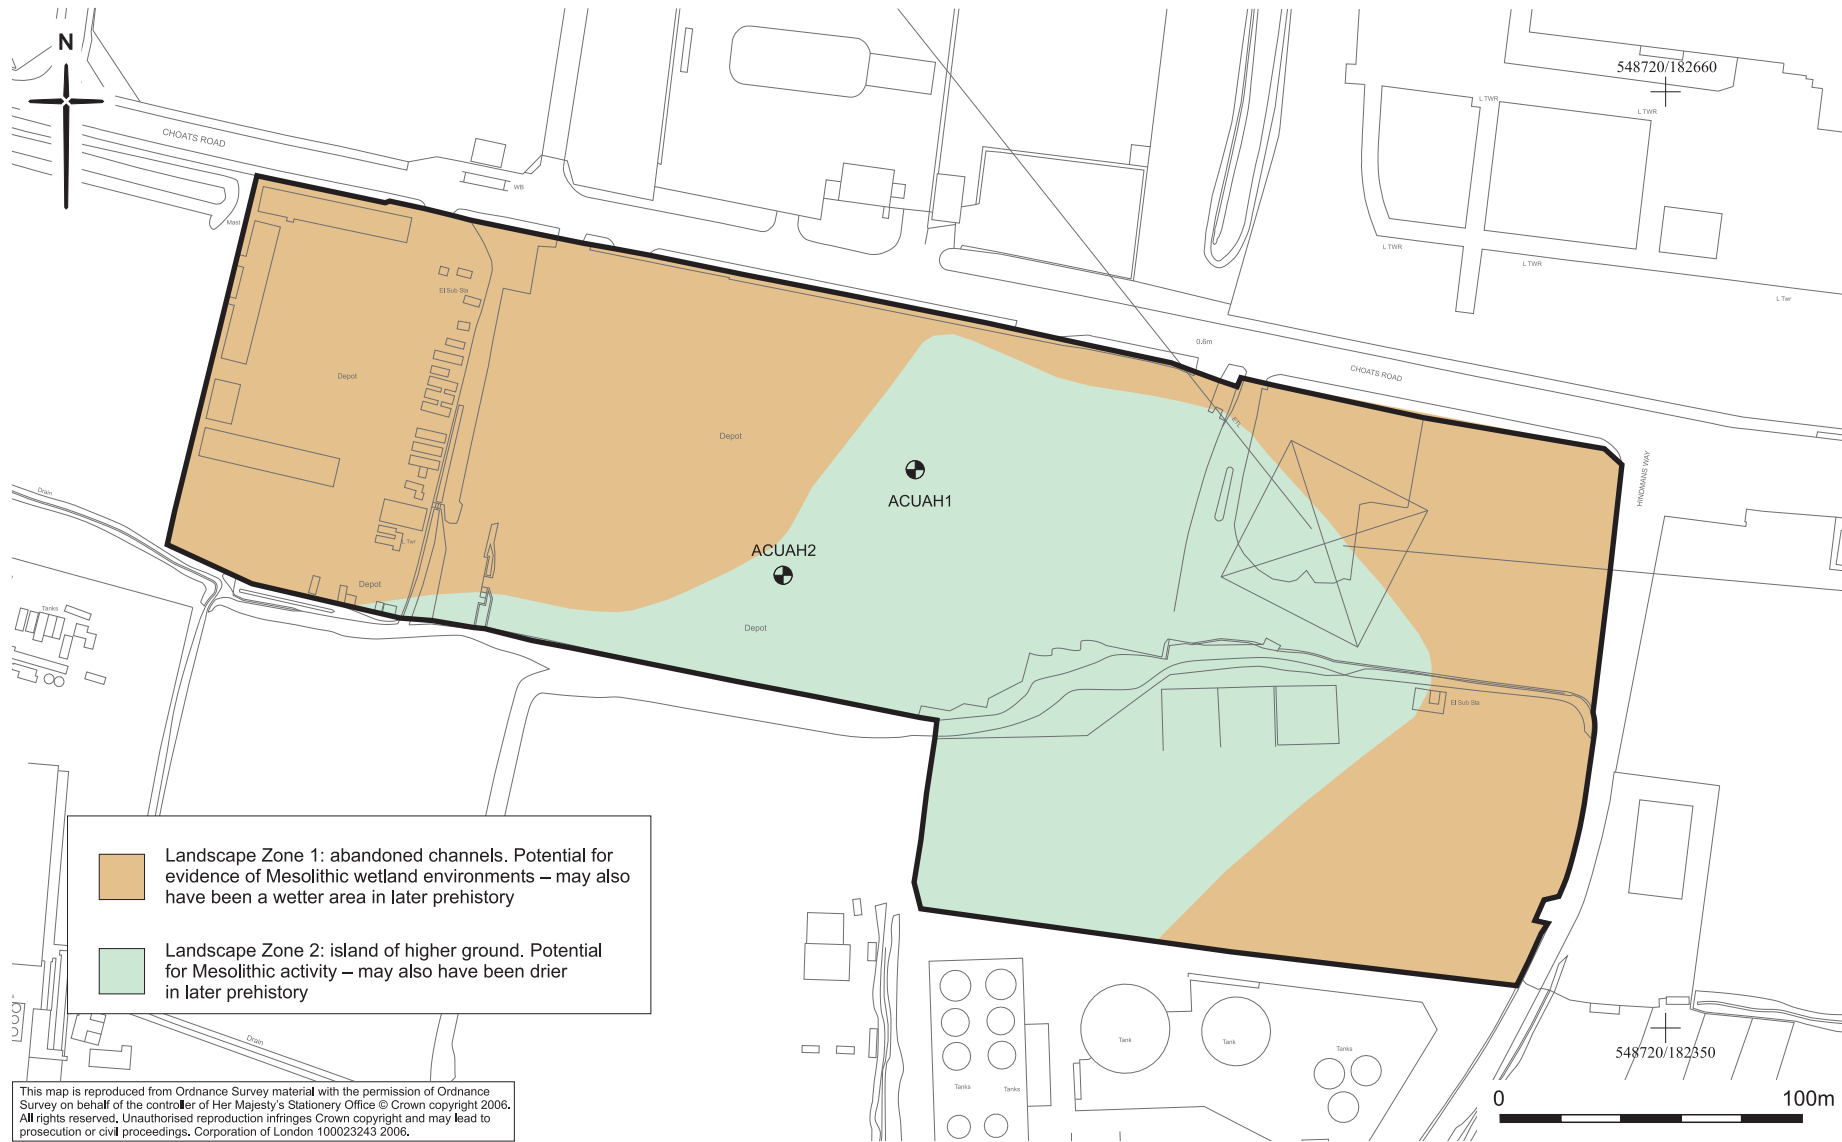 N
548720/182660
L TWR
L TWR
CHOATS ROAD
WB
Mast
L TWR
L TWR
L Twr
El Sub Sta
0.6m
CHOATS ROAD
Depot
ETL
Depot
HINDMANS WAY
ACUAH1
Drain
L Twr
ACUAH2
Depot
Tanks
Depot
El Sub Sta
Landscape Zone 1: abandoned channels. Potential for
evidence of Mesolithic wetland environments – may also
have been a wetter area in later prehistory
Landscape Zone 2: island of higher ground. Potential
for Mesolithic activity – may also have been drier
in later prehistory
Drain
Tank
Tank
Tanks
548720/182350
Tanks
Tanks
This map is reproduced from Ordnance Survey material with the permission of Ordnance
Survey on behalf of the controller of Her Majesty's Stationery Office © Crown copyright 2006.
All rights reserved. Unauthorised reproduction infringes Crown copyright and may lead to
prosecution or civil proceedings. Corporation of London 100023243 2006.
0 100m